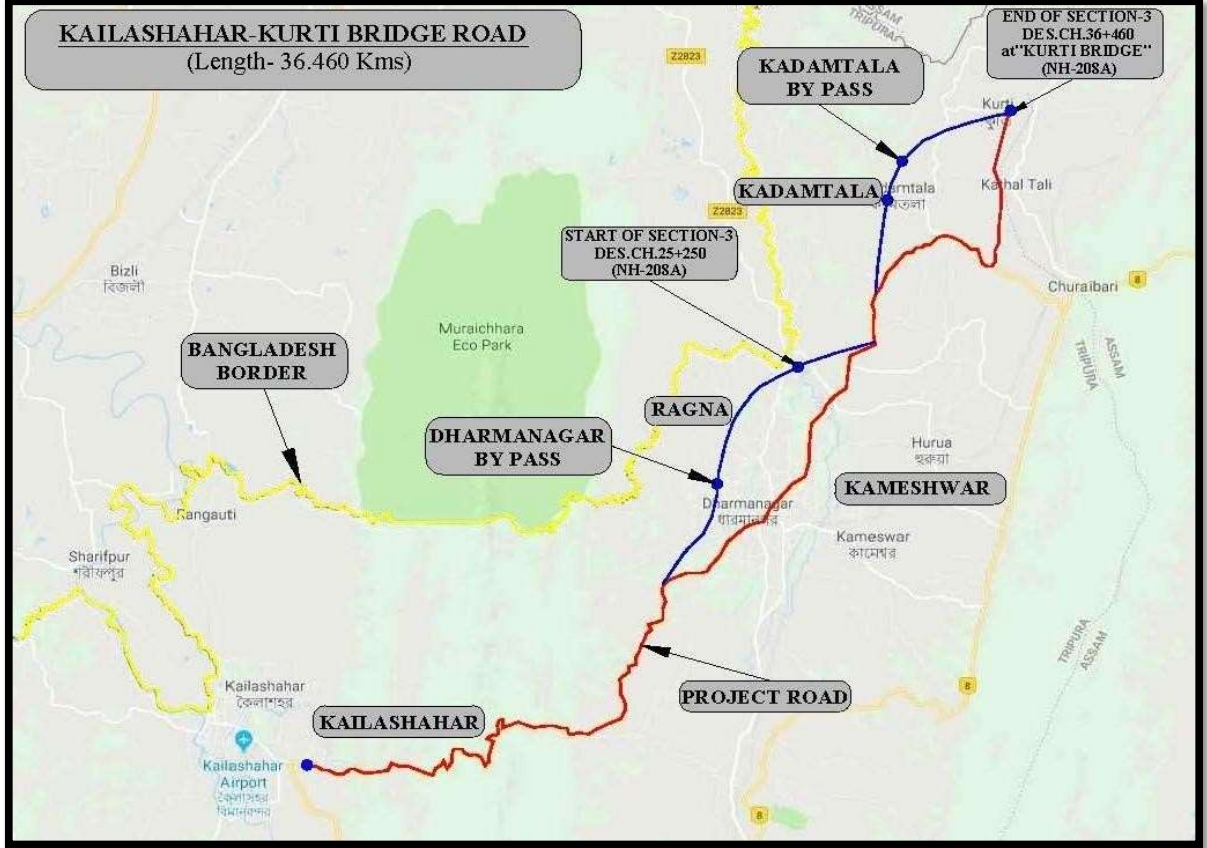 KAILASHAHAR-KURTI BRIDGE ROAD
(Length- 36.460 Kms)
END OF SECTION-3
DES.CH.36+460
at"KURTI BRIDGE"
(NH-208A)
ASSAM
TRIPURA
Z2823
KADAMTALA
BY PASS
Kurti
KADAMTALA
Kathal Tali
Z2823
START OF SECTION-3
DES.CH.25+250
(NH-208A)
Bizli
বিজলী
8
Churaibari
Muraichhara
Eco Park
ASSAM
TRIPURA
BANGLADESH
BORDER
RAGNA
DHARMANAGAR
BY PASS
Hurua
হুরুয়া
KAMESHWAR
Dharmanagar
Rangauti
Kameswar
কামেশ্বর
Sharifpur
শরীফপুর
TRIPURA
ASSAM
Kailashahar
কৈলাশহর
PROJECT ROAD
8
KAILASHAHAR
Kailashahar
Airport
কৈলাসহর
বিমানবন্দর
8